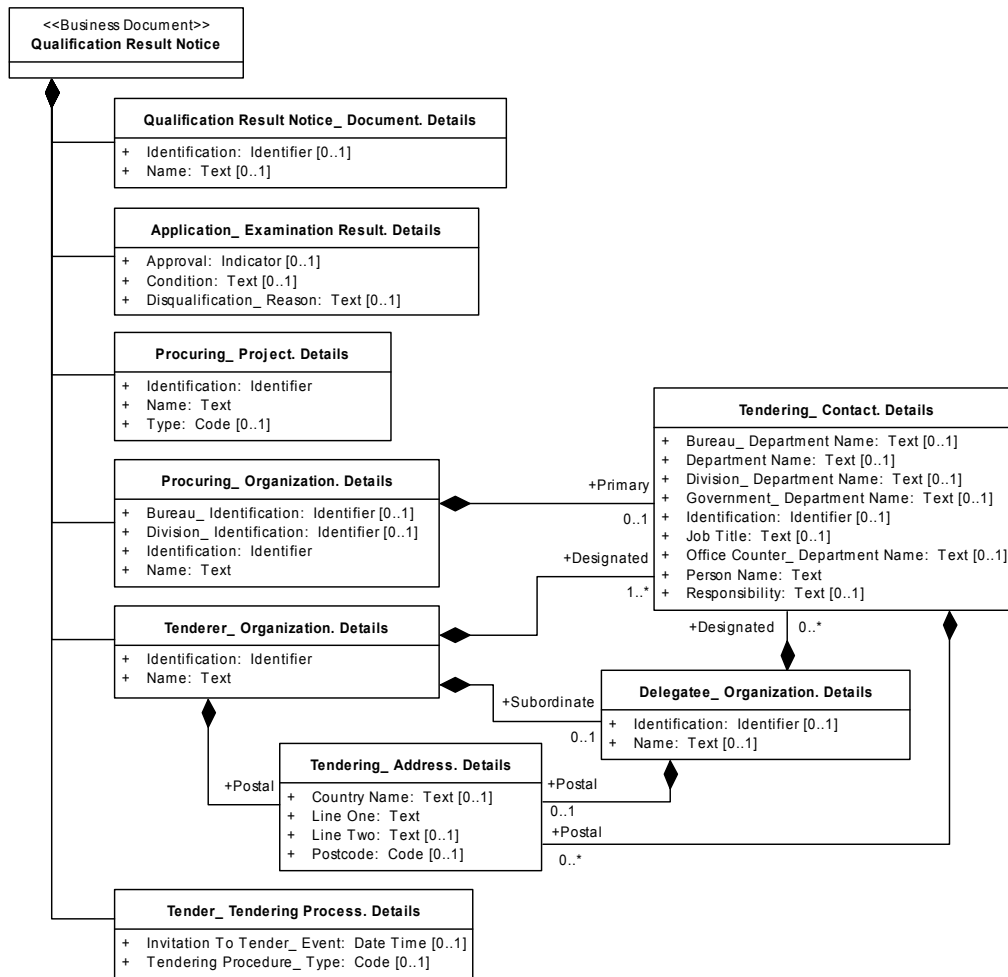 <<Business Document>>
Qualification Result Notice
Qualification Result Notice_ Document. Details
+ Identification: Identifier [0..1]
+ Name: Text [0..1]
Application_ Examination Result. Details
+ Approval: Indicator [0..1]
+ Condition: Text [0..1]
+ Disqualification_ Reason: Text [0..1]
Procuring_ Project. Details
+ Identification: Identifier
+ Name: Text
+ Type: Code [0..1]
Tendering_ Contact. Details
+ Bureau_ Department Name: Text [0..1]
+ Department Name: Text [0..1]
+ Division_ Department Name: Text [0..1]
+ Government_ Department Name: Text [0..1]
+ Identification: Identifier [0..1]
+ Job Title: Text [0..1]
+ Office Counter_ Department Name: Text [0..1]
+ Person Name: Text
+ Responsibility: Text [0..1]
Procuring_ Organization. Details
+ Bureau_ Identification: Identifier [0..1]
+ Division_ Identification: Identifier [0..1]
+ Identification: Identifier
+ Name: Text
+Primary
0..1
+Designated
1..*
Tenderer_ Organization. Details
+ Identification: Identifier
+ Name: Text
+Designated 0..*
+Subordinate
0..1
Delegatee_ Organization. Details
+ Identification: Identifier [0..1]
+ Name: Text [0..1]
+Postal
Tendering_ Address. Details
+ Country Name: Text [0..1]
+ Line One: Text
+ Line Two: Text [0..1]
+ Postcode: Code [0..1]
+Postal
0..1
+Postal
0..*
Tender_ Tendering Process. Details
+ Invitation To Tender_ Event: Date Time [0..1]
+ Tendering Procedure_ Type: Code [0..1]